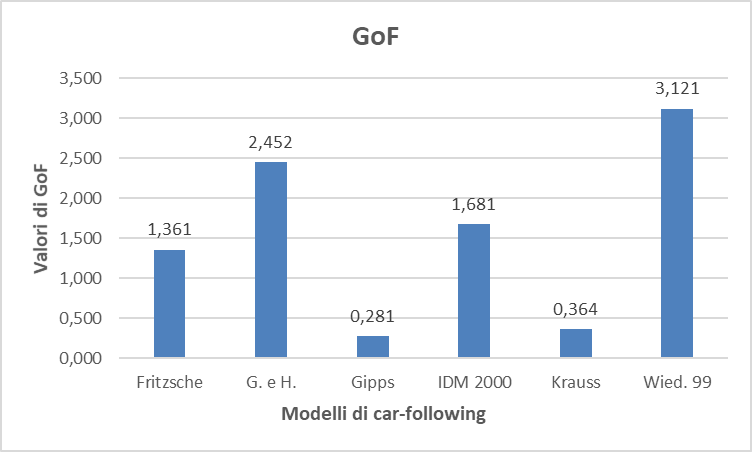 GoF
Valori di GoF
3,500
3,000
2,500
2,000
1,500
1,000
0,500
0,000
1,361
2,452
0,281
1,681
0,364
3,121
Fritzsche
G. e H.
Gipps
IDM 2000
Krauss
Wied. 99
Modelli di car-following